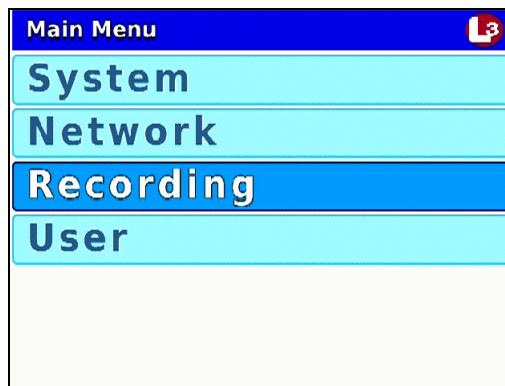 Main Menu
L3
System
Network
Recording
User